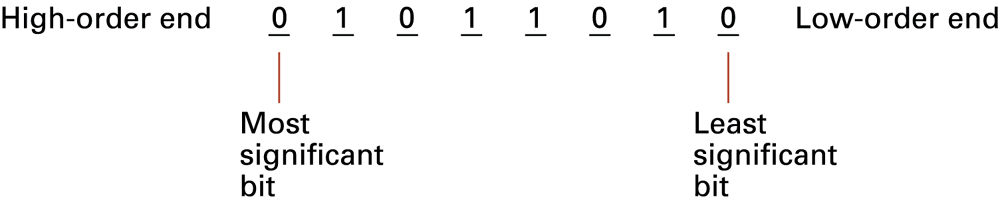 High-order end 0 1 0 1 1 0 1 0 Low-order end
Most Least
significant significant
bit bit